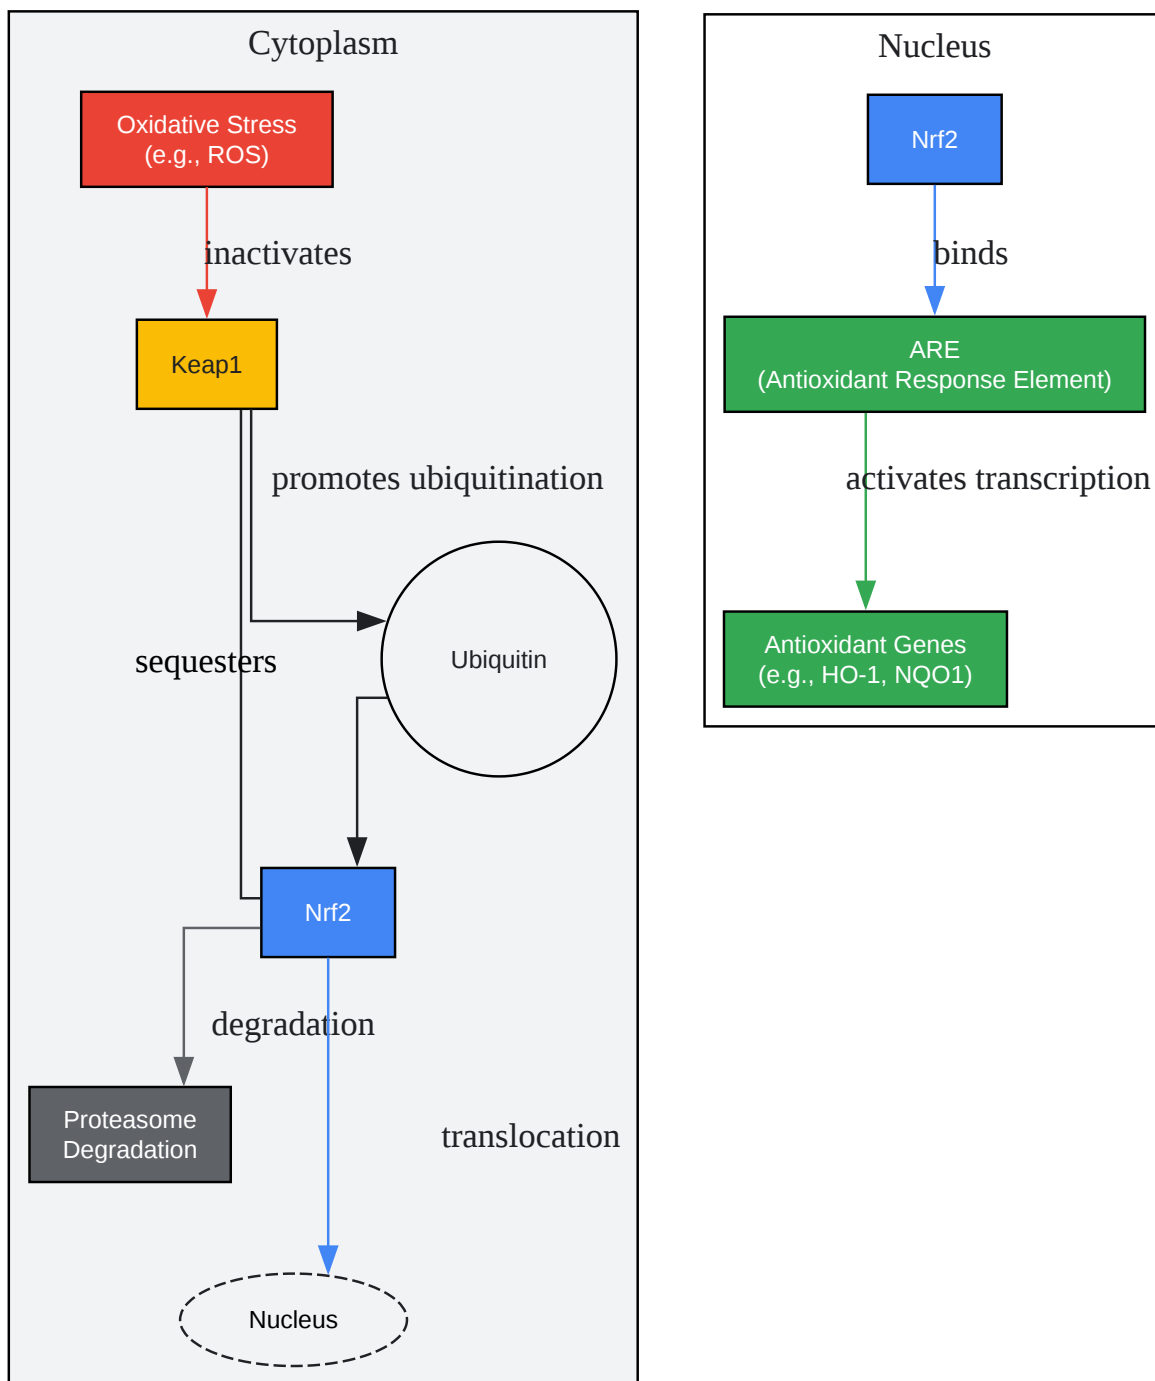 Cytoplasm
Oxidative Stress
(e.g., ROS)
inactivates
Keap1
promotes ubiquitination
sequesters
Ubiquitin
Nrf2
degradation
Proteasome
Degradation
translocation
Nucleus
Nucleus
Nrf2
binds
ARE
(Antioxidant Response Element)
activates transcription
Antioxidant Genes
(e.g., HO-1, NQO1)